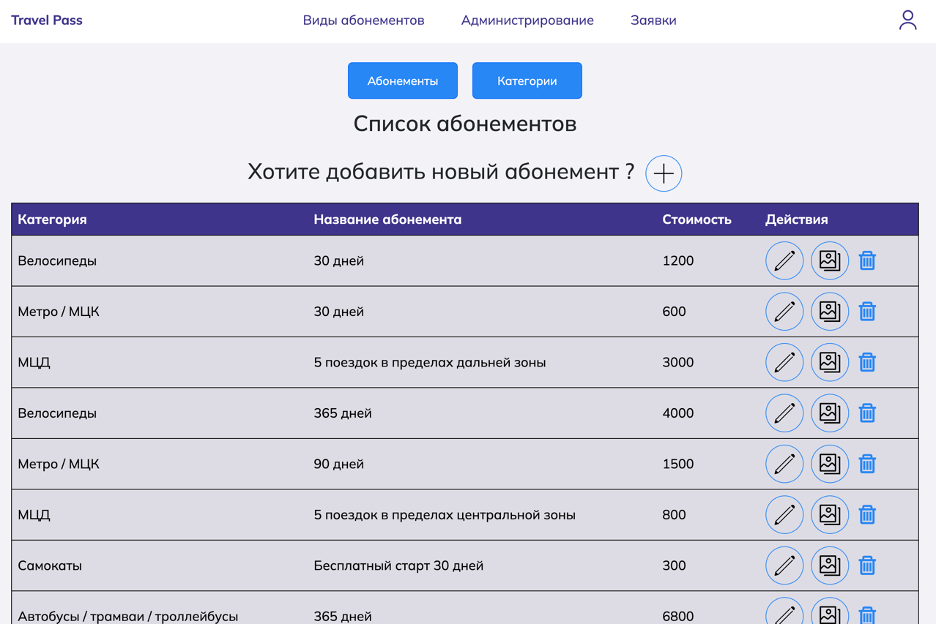 Travel Pass Виды абонементов Администрирование Заявки
Абонементы Категории
Список абонементов
Хотите добавить новый абонемент ?
Категория Название абонемента Стоимость Действия
Велосипеды 30 дней 1200
Метро / МЦК 30 дней 600
МЦД 5 поездок в пределах дальней зоны 3000
Велосипеды 365 дней 4000
Метро / МЦК 90 дней 1500
МЦД 5 поездок в пределах центральной зоны 800
Самокаты Бесплатный старт 30 дней 300
Автобусы / трамваи / троллейбусы 365 дней 6800